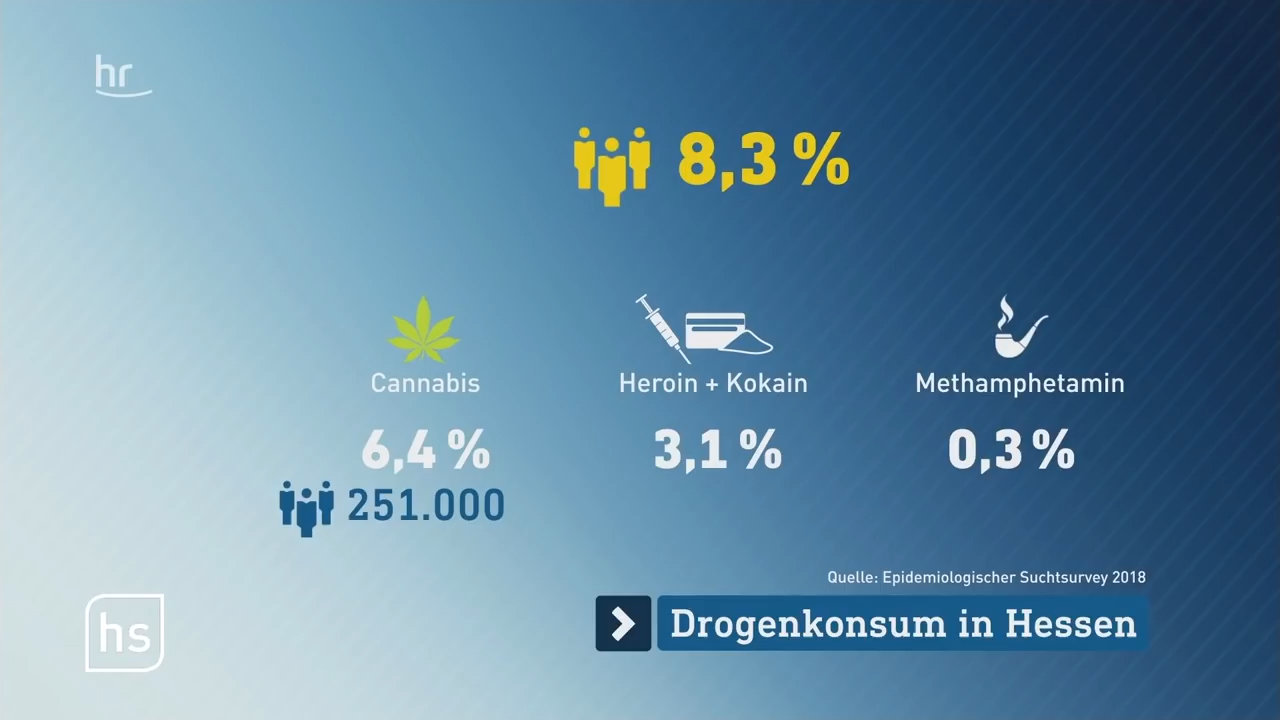 hr
8,3 %
Cannabis
6,4 %
251.000
Heroin + Kokain
3,1 %
Methamphetamin
0,3 %
Quelle: Epidemiologischer Suchtsurvey 2018
Drogenkonsum in Hessen
hs